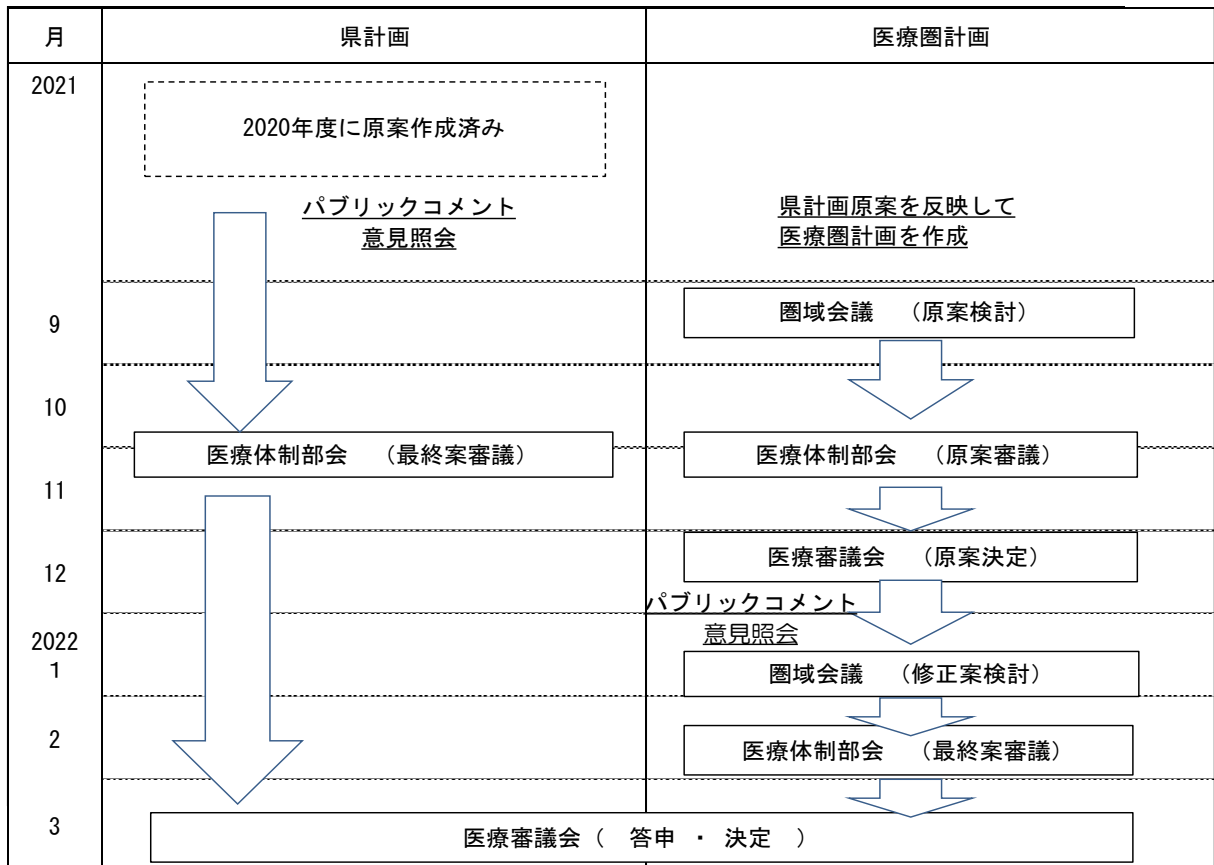 月 県計画 医療圏計画
2021
2020年度に原案作成済み
パブリックコメント
意見照会
県計画原案を反映して
医療圏計画を作成
9
圏域会議 （原案検討）
10
医療体制部会 （最終案審議）
医療体制部会 （原案審議）
11
医療審議会 （原案決定）
12
パブリックコメント
意見照会
2022
1
圏域会議 （修正案検討）
2
医療体制部会 （最終案審議）
3
医療審議会（ 答申 ・ 決定 ）